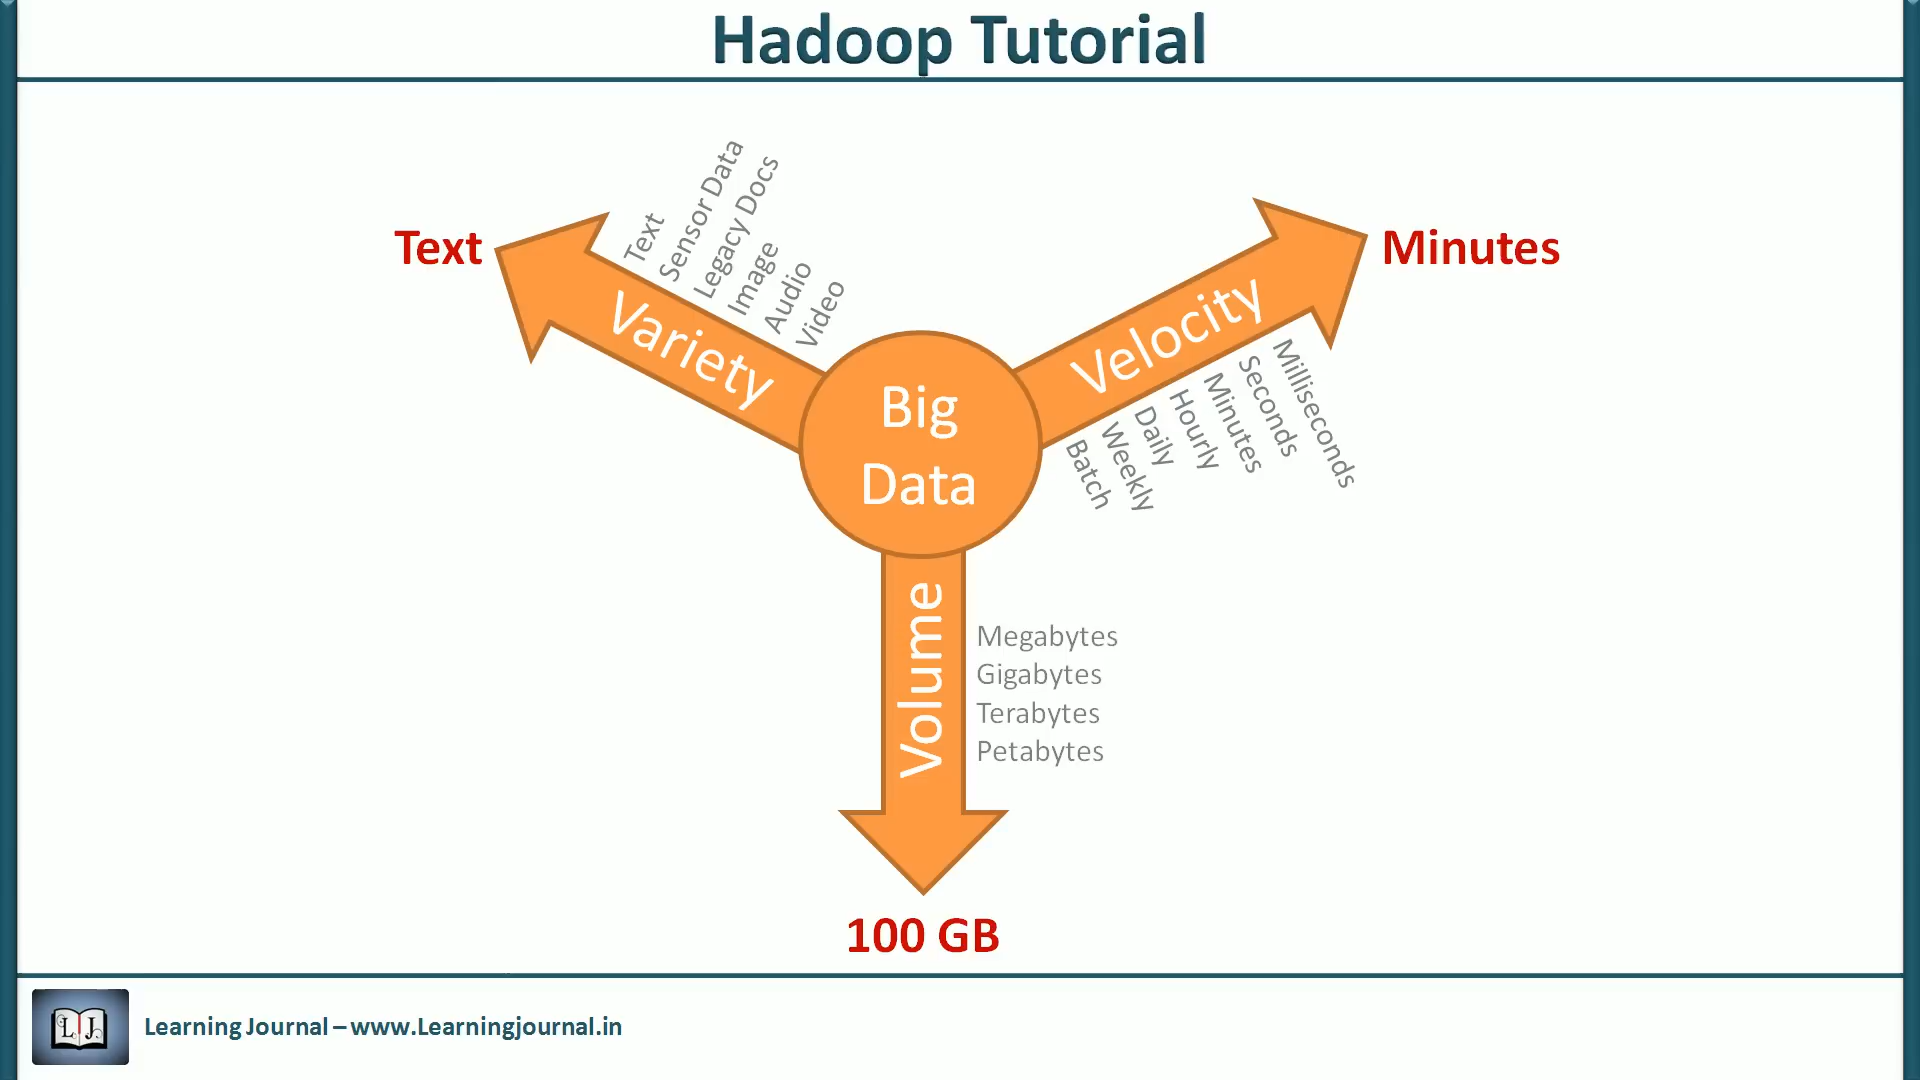 Hadoop Tutorial
Text
Variety
Text
Sensor Data
Legacy Docs
Image
Audio
Video
Big
Data
Velocity
Minutes
Batch
Weekly
Daily
Hourly
Minutes
Seconds
Milliseconds
Volume
Megabytes
Gigabytes
Terabytes
Petabytes
100 GB
LJ
Learning Journal – www.Learningjournal.in